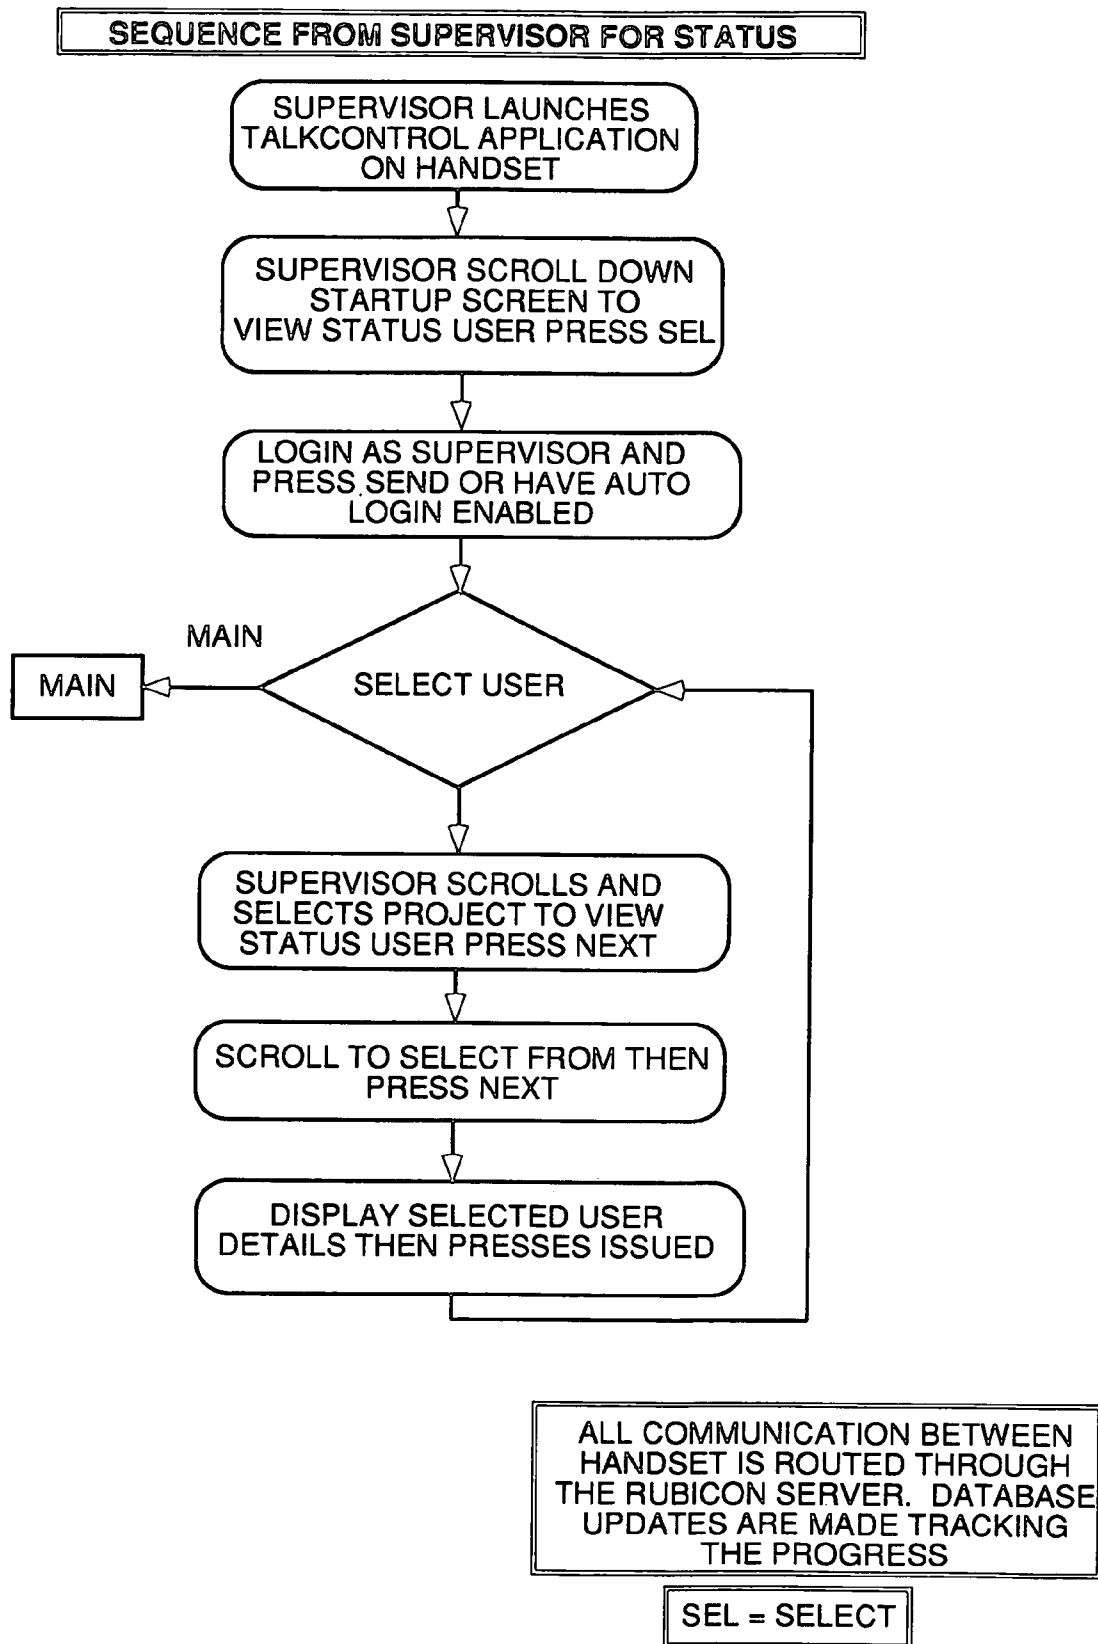 SEQUENCE FROM SUPERVISOR FOR STATUS
SUPERVISOR LAUNCHES
TALKCONTROL APPLICATION
ON HANDSET
SUPERVISOR SCROLL DOWN
STARTUP SCREEN TO
VIEW STATUS USER PRESS SEL
LOGIN AS SUPERVISOR AND
PRESS SEND OR HAVE AUTO
LOGIN ENABLED
MAIN
MAIN
SELECT USER
SUPERVISOR SCROLLS AND
SELECTS PROJECT TO VIEW
STATUS USER PRESS NEXT
SCROLL TO SELECT FROM THEN
PRESS NEXT
DISPLAY SELECTED USER
DETAILS THEN PRESSES ISSUED
ALL COMMUNICATION BETWEEN
HANDSET IS ROUTED THROUGH
THE RUBICON SERVER. DATABASE
UPDATES ARE MADE TRACKING
THE PROGRESS
SEL = SELECT